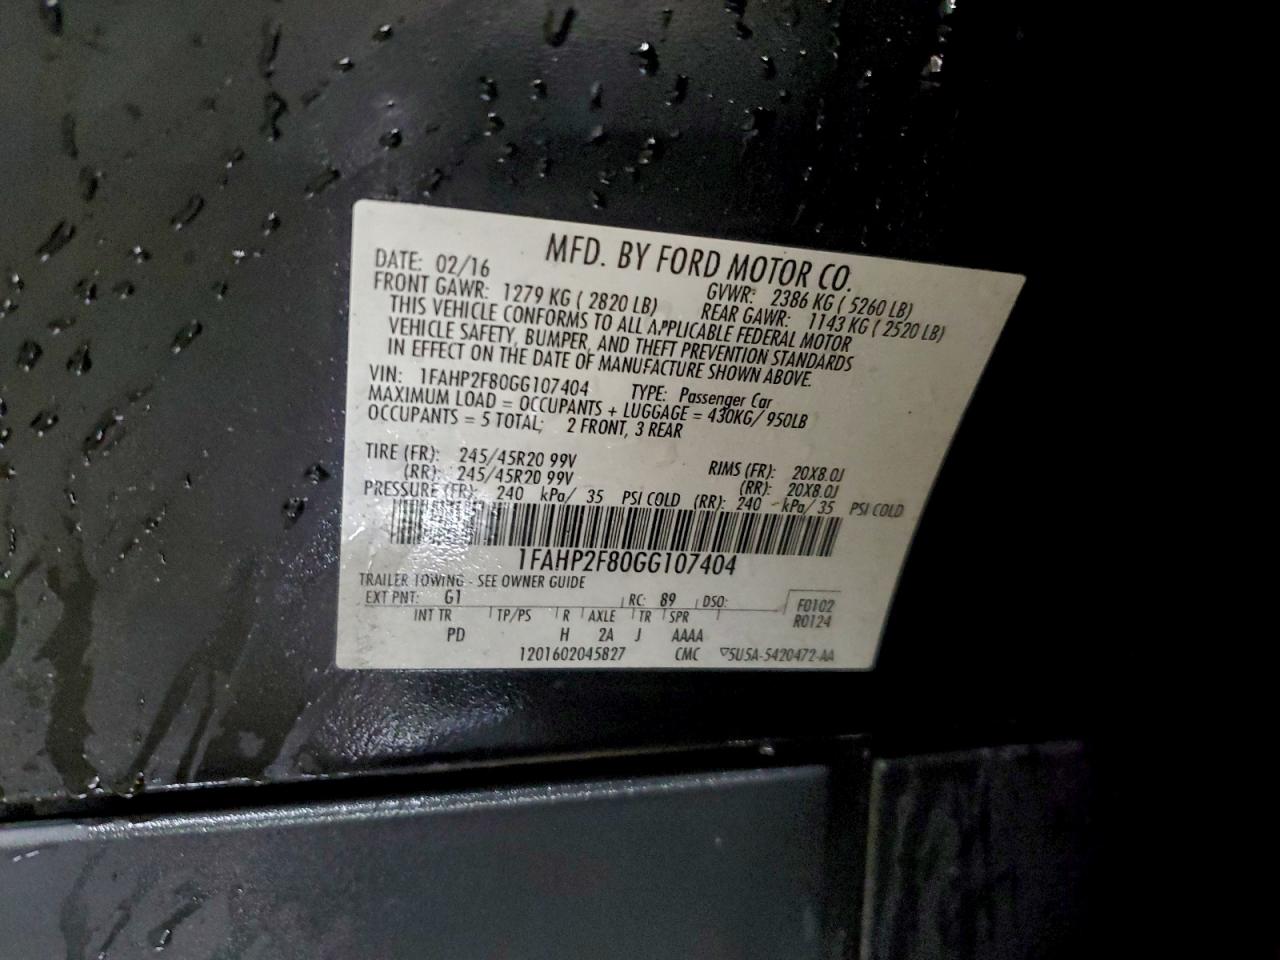 MFD. BY FORD MOTOR CO.
DATE: 02/16 GVWR: 2386 KG ( 5260 LB)
FRONT GAWR: 1279 KG ( 2820 LB) REAR GAWR: 1143 KG ( 2520 LB)
THIS VEHICLE CONFORMS TO ALL APPLICABLE FEDERAL MOTOR
VEHICLE SAFETY, BUMPER, AND THEFT PREVENTION STANDARDS
IN EFFECT ON THE DATE OF MANUFACTURE SHOWN ABOVE.
VIN: 1FAHP2F80GG107404 TYPE: Passenger Car
MAXIMUM LOAD = OCCUPANTS + LUGGAGE = 430KG/ 950LB
OCCUPANTS = 5 TOTAL; 2 FRONT, 3 REAR
TIRE (FR): 245/45R20 99V RIMS (FR): 20X8.0J
(RR): 245/45R20 99V (RR): 20X8.0J
PRESSURE (FR): 240 kPa/ 35 PSI COLD (RR): 240 kPa/ 35 PSI COLD
1FAHP2F80GG107404
TRAILER TOWING - SEE OWNER GUIDE
EXT PNT: G1 RC: 89 DSO: F0102
INT TR TP/PS R AXLE TR SPR R0124
PD H 2A J AAAA
1201602045827 CMC ▽5U5A-5420472-AA